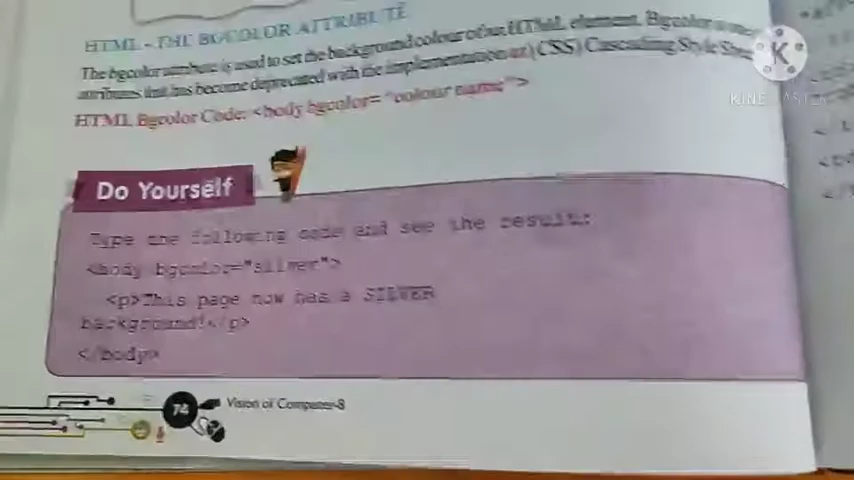 HTML - THE BGCOLOR ATTRIBUTE
The bgcolor attribute is used to set the background colour of an HTML element. Bgcolor is one
attributes that has become deprecated with the implementation of CSS) Cascading Style
HTML Bgcolor Code: <body bgcolor= "colour name">
Do Yourself
Type the following code and see the result:
<body bgcolor="silver">
<p>This page now has a SILVER
background!</p>
</body>
74
Vision of Computer-8
K
KINEMASTER
</
</